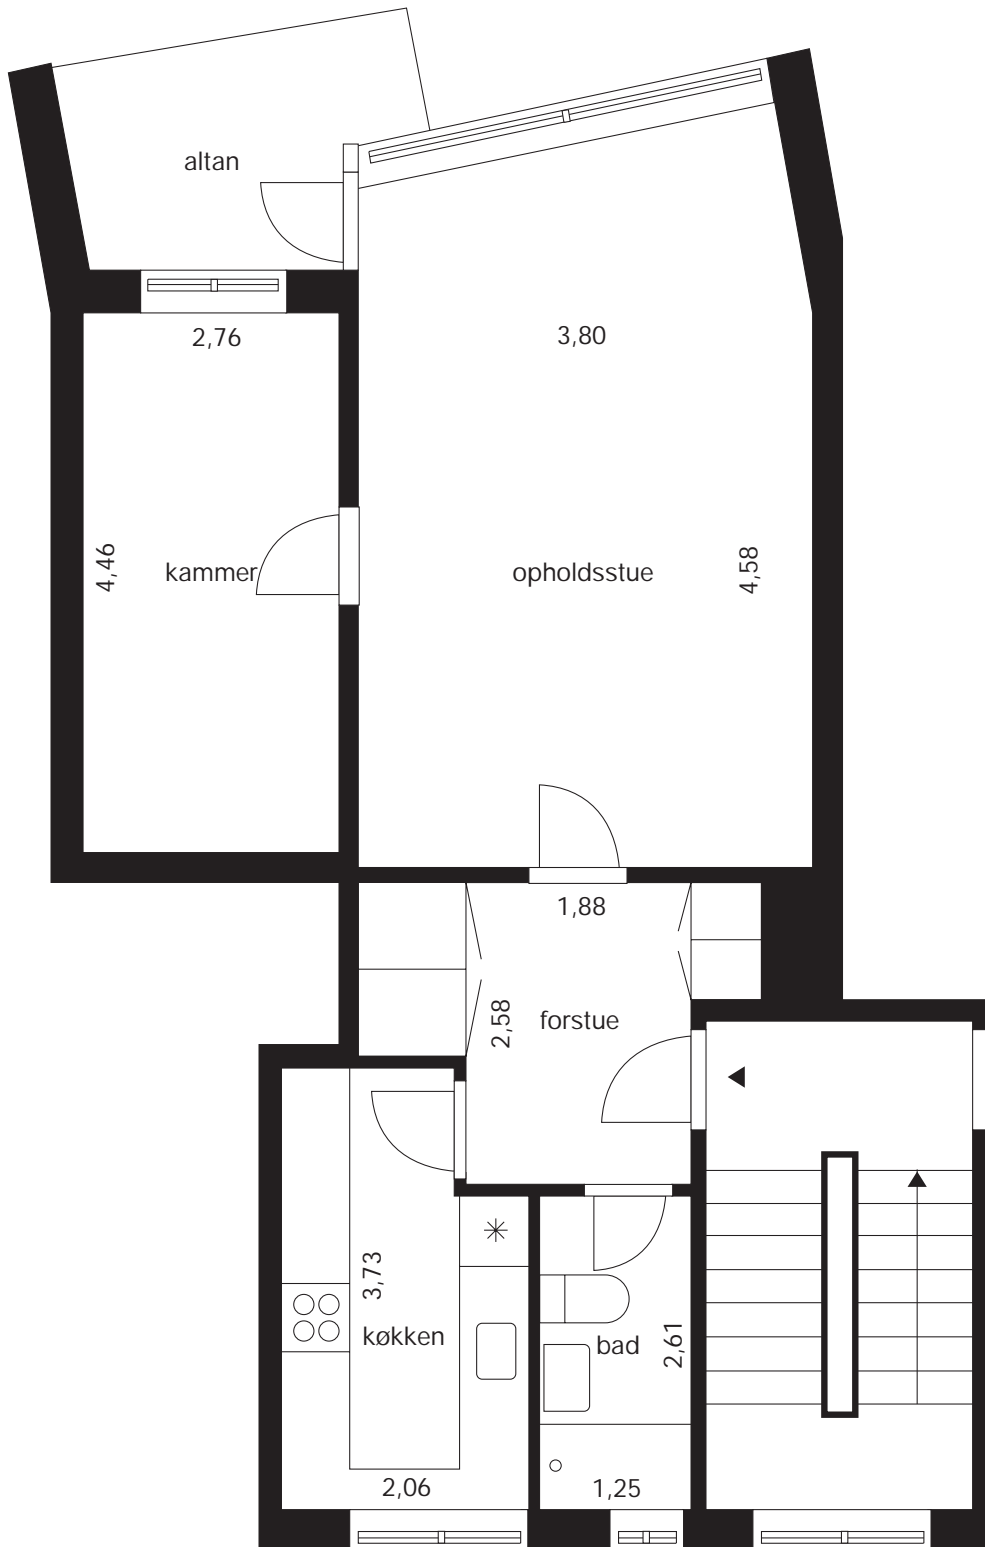 altan
2,76
3,80
4,46
kammer
opholdsstue
4,58
1,88
2,58
forstue
3,73
køkken
bad
2,61
2,06
1,25